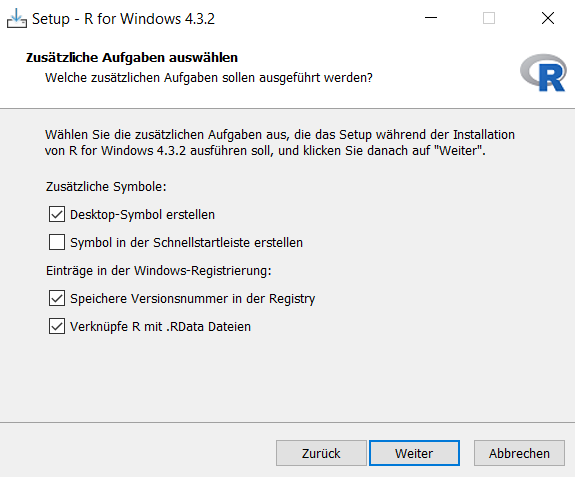 Setup - R for Windows 4.3.2
Zusätzliche Aufgaben auswählen
Welche zusätzlichen Aufgaben sollen ausgeführt werden?
R
Wählen Sie die zusätzlichen Aufgaben aus, die das Setup während der Installation
von R for Windows 4.3.2 ausführen soll, und klicken Sie danach auf "Weiter".
Zusätzliche Symbole:
Desktop-Symbol erstellen
Symbol in der Schnellstartleiste erstellen
Einträge in der Windows-Registrierung:
Speichere Versionsnummer in der Registry
Verknüpfe R mit .RData Dateien
Zurück
Weiter
Abbrechen